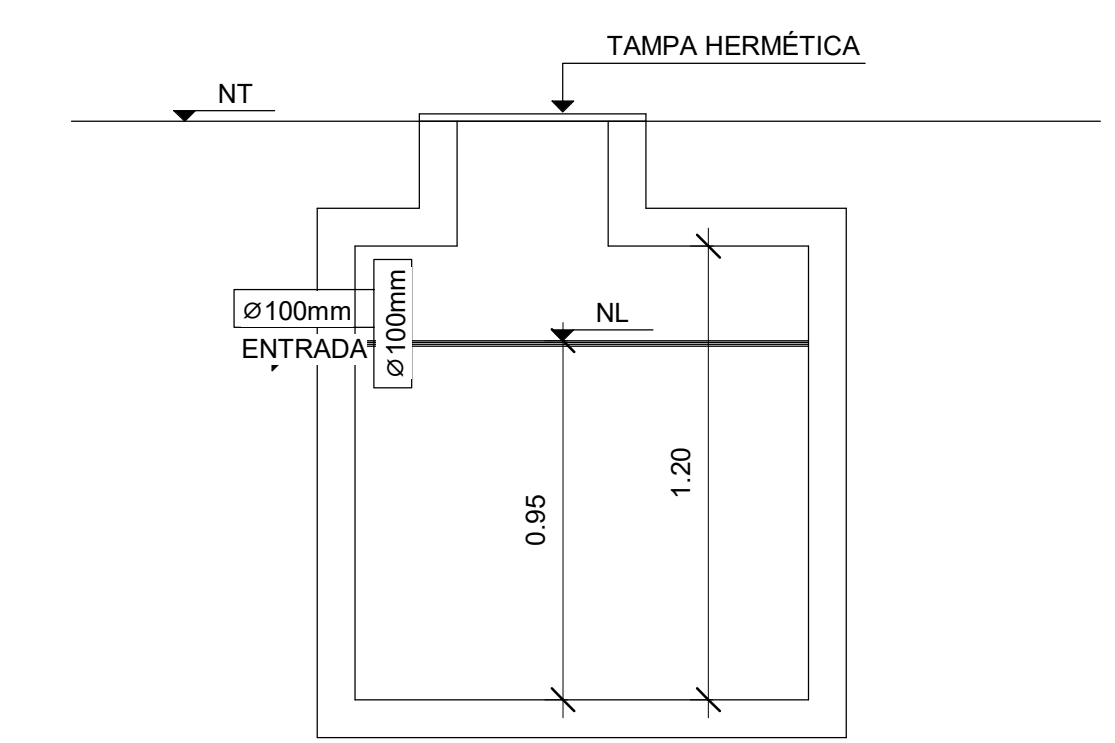 TAMPA HERMÉTICA
NT
∅100mm
∅100mm
NL
ENTRADA
1.20
0.95